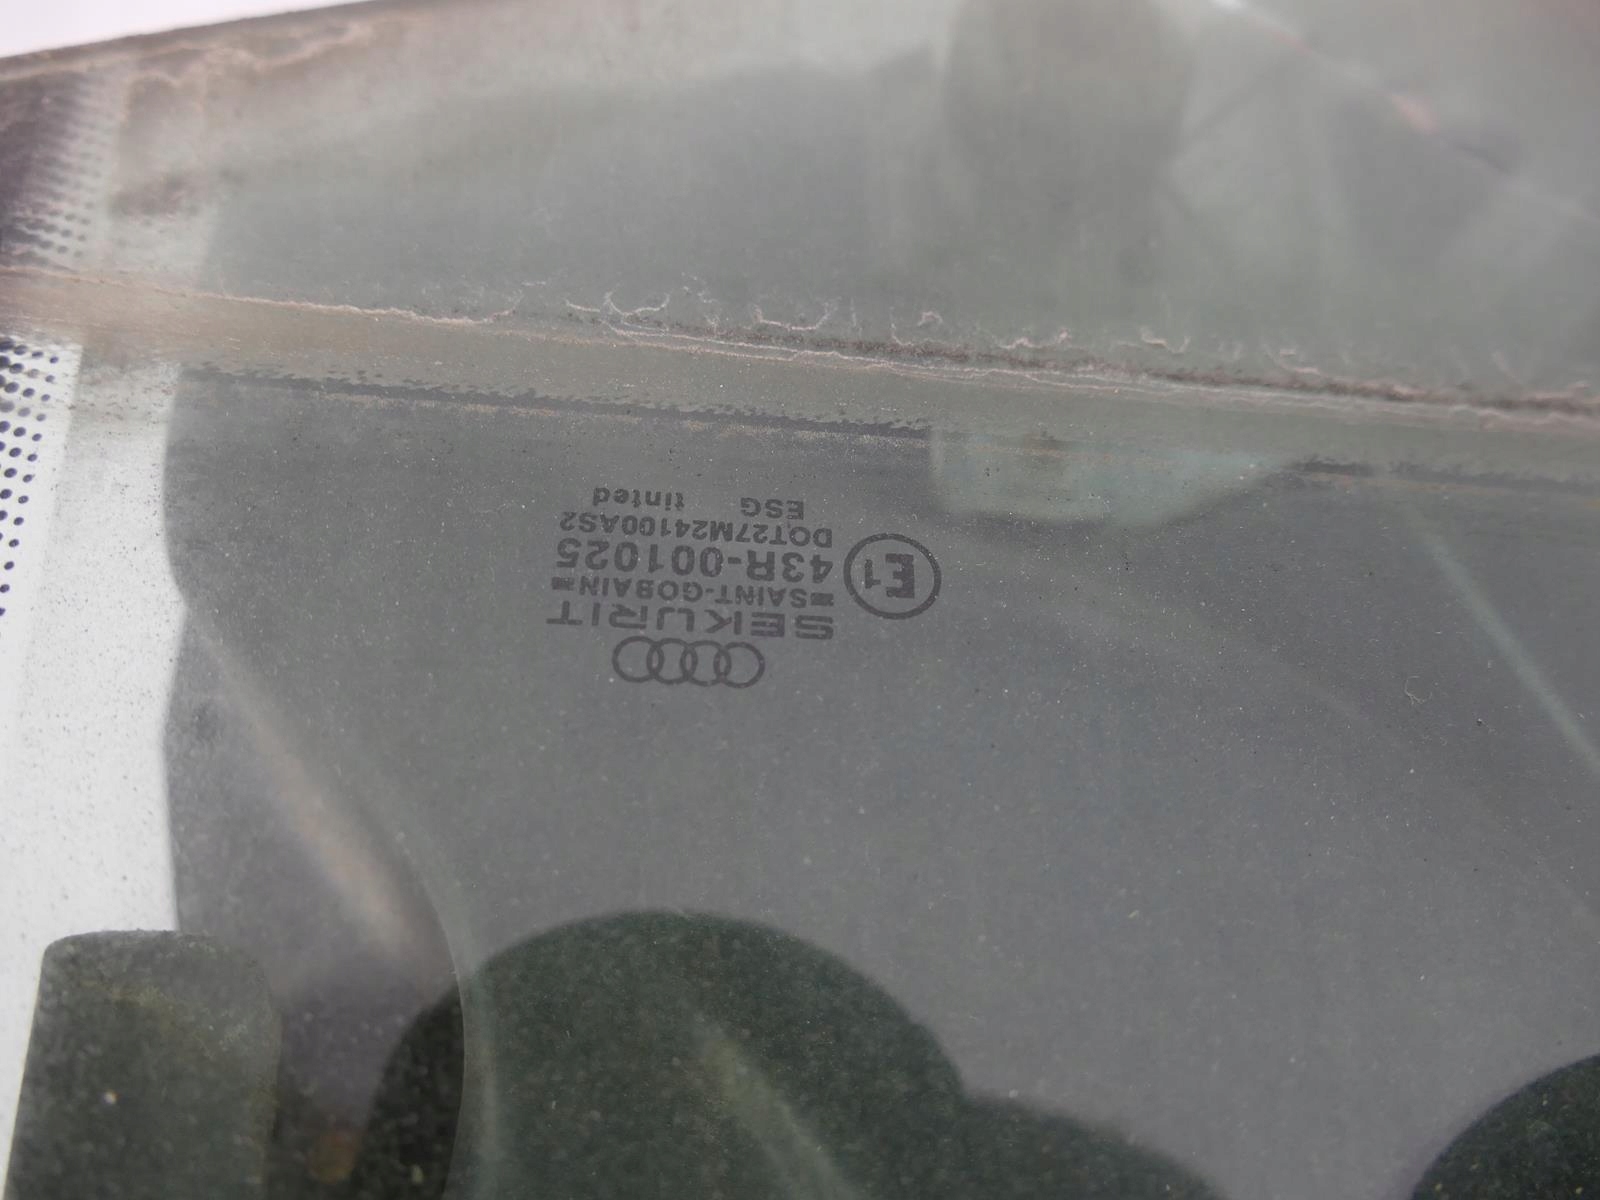 SEKURIT
SAINT-GOBAIN
43R-001025
E1
DOT27M24100AS2
ESG tinted